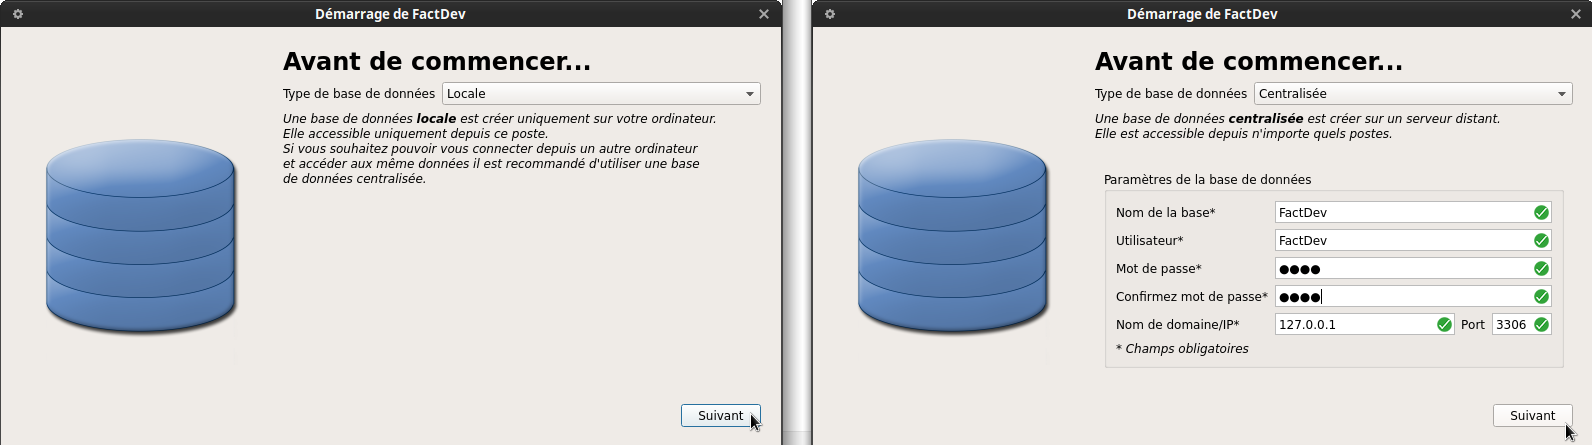 Démarrage de FactDev
Avant de commencer...
Type de base de données Locale
Une base de données locale est créer uniquement sur votre ordinateur.
Elle accessible uniquement depuis ce poste.
Si vous souhaitez pouvoir vous connecter depuis un autre ordinateur
et accéder aux même données il est recommandé d'utiliser une base
de données centralisée.
Suivant
Démarrage de FactDev
Avant de commencer...
Type de base de données Centralisée
Une base de données centralisée est créer sur un serveur distant.
Elle est accessible depuis n'importe quels postes.
Paramètres de la base de données
Nom de la base* FactDev
Utilisateur* FactDev
Mot de passe* ●●●●
Confirmez mot de passe* ●●●●
Nom de domaine/IP* 127.0.0.1 Port 3306
* Champs obligatoires
Suivant